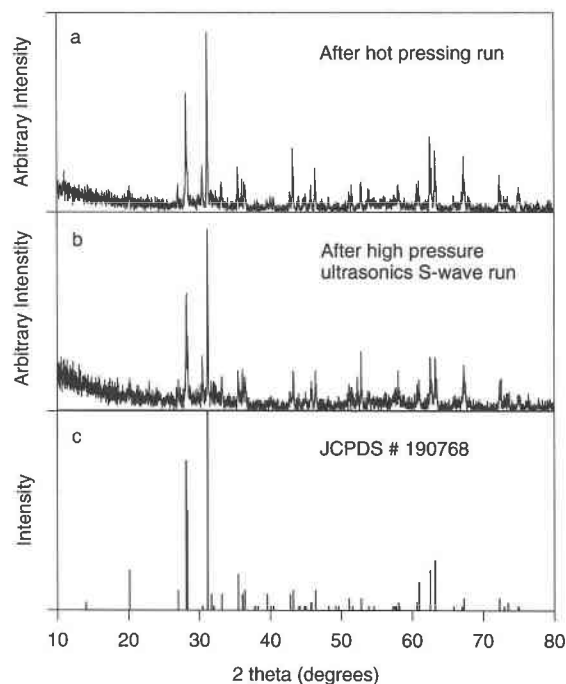 a
After hot pressing run
Arbitrary Intensity
b
After high pressure
ultrasonics S-wave run
Arbitrary Intenstity
c
JCPDS # 190768
Intensity
10 20 30 40 50 60 70 80
2 theta (degrees)